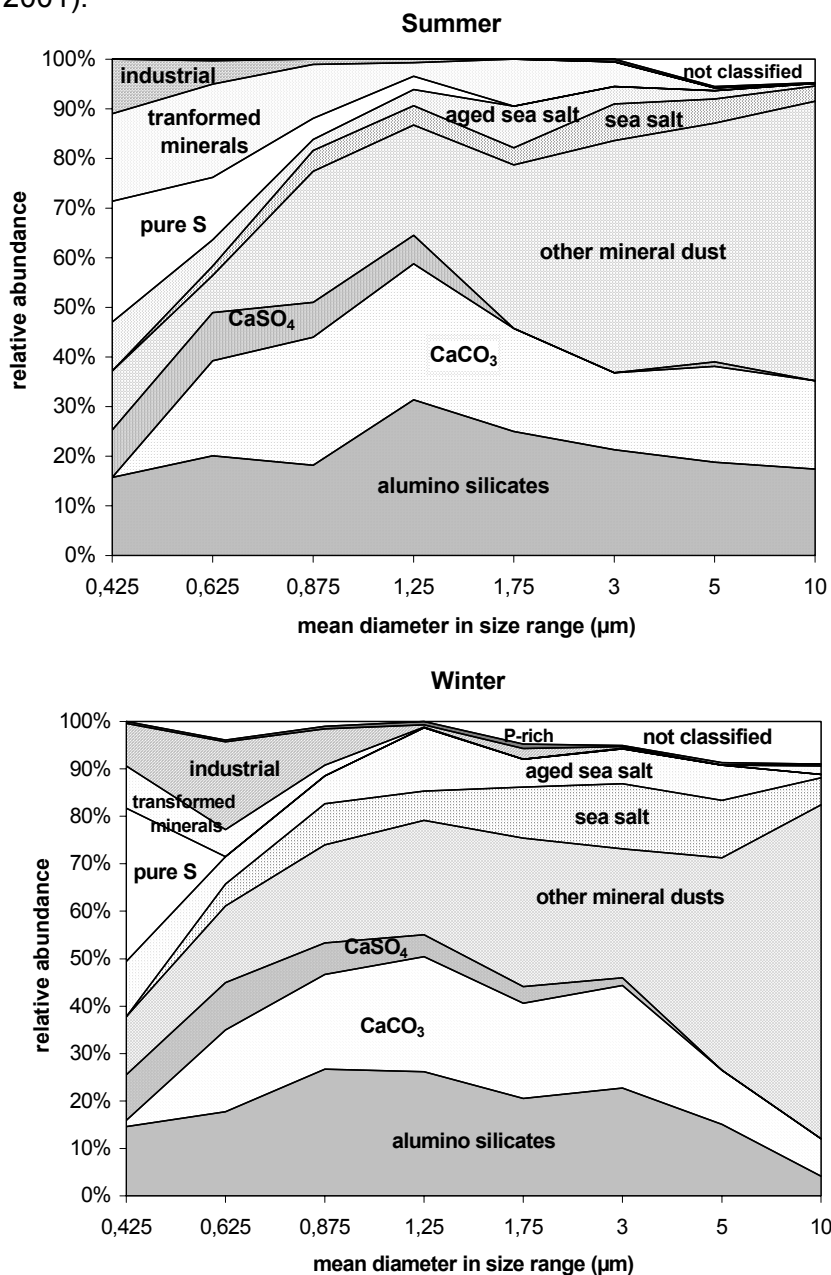 2001).
Summer
100%
90%
80%
70%
60%
50%
40%
30%
20%
10%
0%
relative abundance
industrial
tranformed
minerals
pure S
CaSO4
CaCO3
alumino silicates
other mineral dust
aged sea salt
sea salt
not classified
0,425 0,625 0,875 1,25 1,75 3 5 10
mean diameter in size range (µm)
Winter
100%
90%
80%
70%
60%
50%
40%
30%
20%
10%
0%
relative abundance
P-rich
not classified
industrial
aged sea salt
transformed
minerals
sea salt
pure S
other mineral dusts
CaSO4
CaCO3
alumino silicates
0,425 0,625 0,875 1,25 1,75 3 5 10
mean diameter in size range (µm)